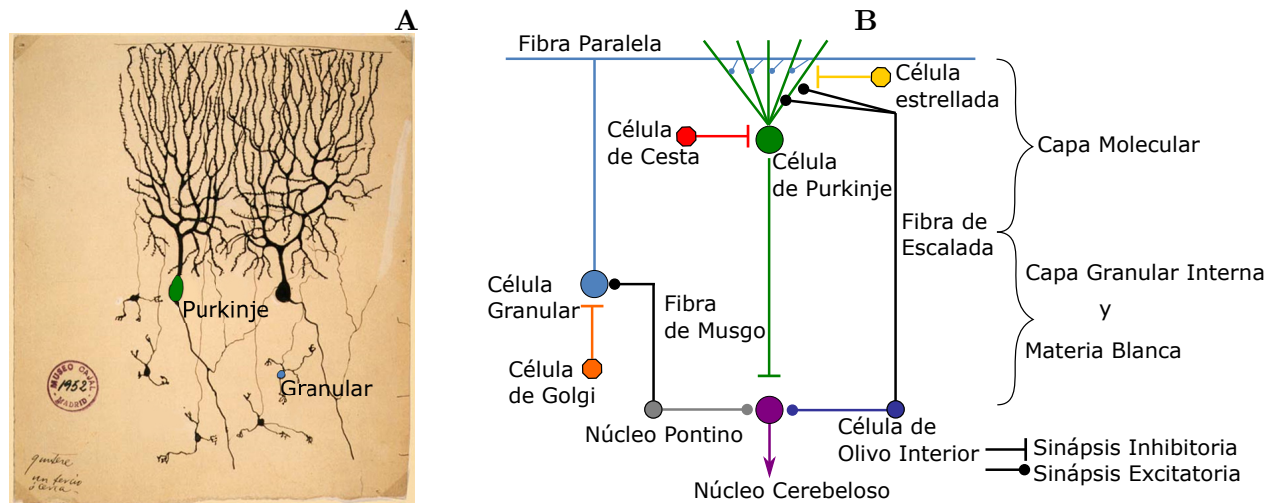 A
Purkinje
Granular
MUSEO CAJAL
1952
MADRID
B
Fibra Paralela
Célula
estrellada
Célula
de Cesta
Célula
de Purkinje
Capa Molecular
Fibra de
Escalada
Célula
Granular
Fibra
de Musgo
Capa Granular Interna
y
Materia Blanca
Célula
de Golgi
Núcleo Pontino
Célula de
Olivo Interior
Núcleo Cerebeloso
Sinápsis Inhibitoria
Sinápsis Excitatoria